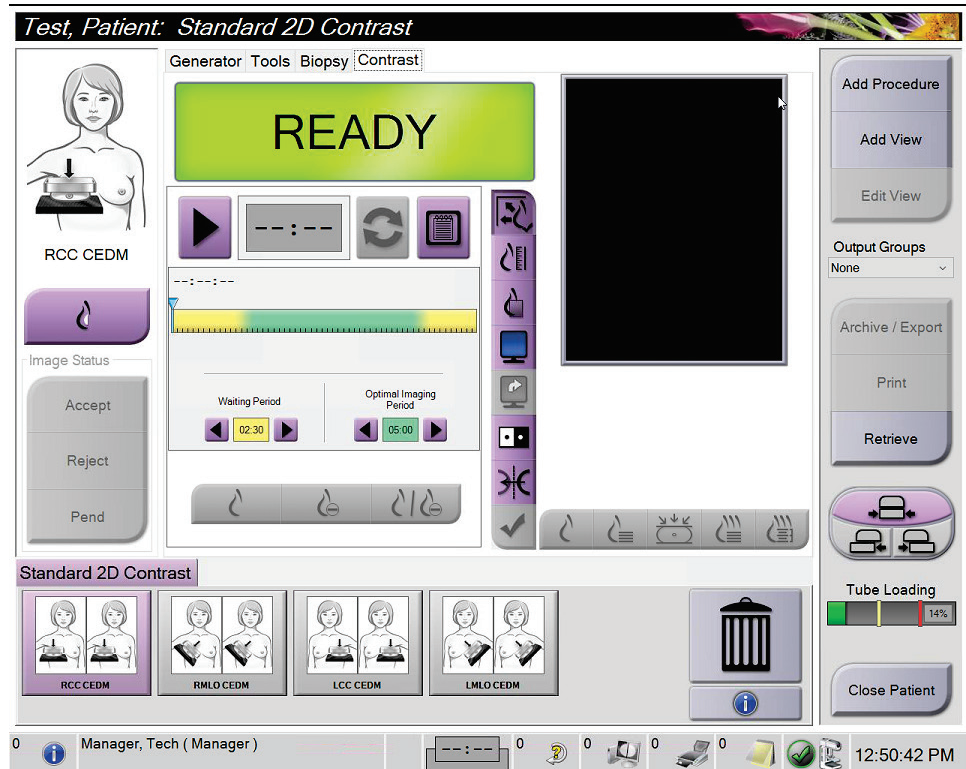 Test, Patient:  Standard 2D Contrast
RCC CEDM
Image Status
Accept
Reject
Pend
Generator Tools Biopsy Contrast
READY
--:--
--:--:--
Waiting Period
02:30
Optimal Imaging
Period
05:00
Add Procedure
Add View
Edit View
Output Groups
None
Archive / Export
Print
Retrieve
Tube Loading
14%
Close Patient
Standard 2D Contrast
RCC CEDM
RMLO CEDM
LCC CEDM
LMLO CEDM
0
Manager, Tech ( Manager )
--:--
0
0
0
0
12:50:42 PM